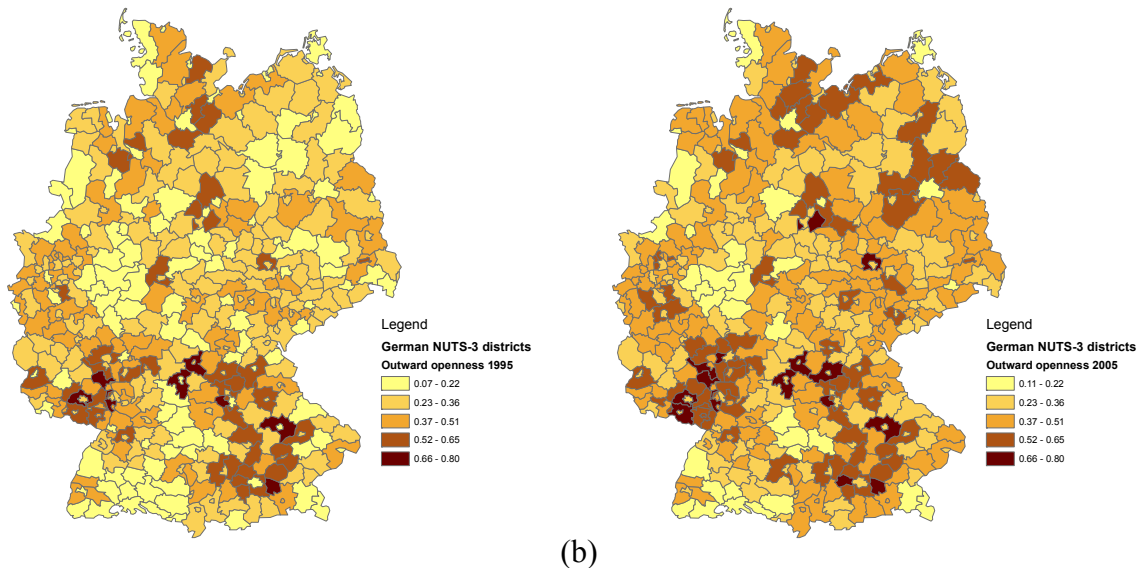 Legend
German NUTS-3 districts
Outward openness 1995
0.07 - 0.22
0.23 - 0.36
0.37 - 0.51
0.52 - 0.65
0.66 - 0.80
Legend
German NUTS-3 districts
Outward openness 2005
0.11 - 0.22
0.23 - 0.36
0.37 - 0.51
0.52 - 0.65
0.66 - 0.80
(b)